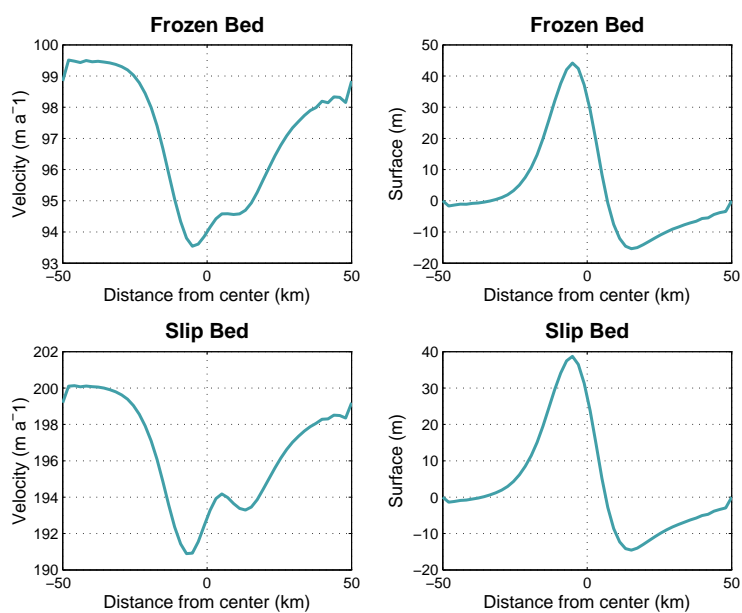 Frozen Bed
Velocity (m a⁻1)
100
99
98
97
96
95
94
93
−50 0 50
Distance from center (km)
Frozen Bed
Surface (m)
50
40
30
20
10
0
−10
−20
−50 0 50
Distance from center (km)
Slip Bed
Velocity (m a⁻1)
202
200
198
196
194
192
190
−50 0 50
Distance from center (km)
Slip Bed
Surface (m)
40
30
20
10
0
−10
−20
−50 0 50
Distance from center (km)